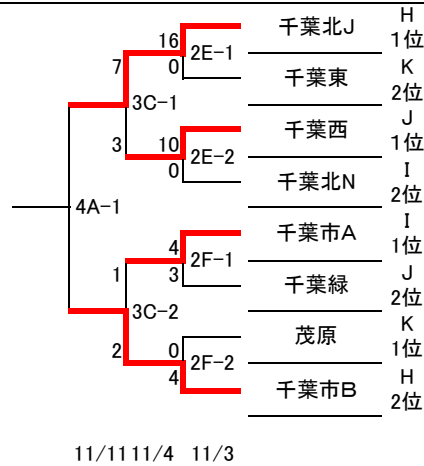 16 千葉北J H
1位
7 0 2E-1
千葉東 K
2位
3C-1
3 10 千葉西 J
1位
0 2E-2
千葉北N I
2位
4A-1
4 千葉市A I
1位
1 3 2F-1
千葉緑 J
2位
3C-2
2 0 茂原 K
1位
4 2F-2
千葉市B H
2位
11/11 11/4 11/3